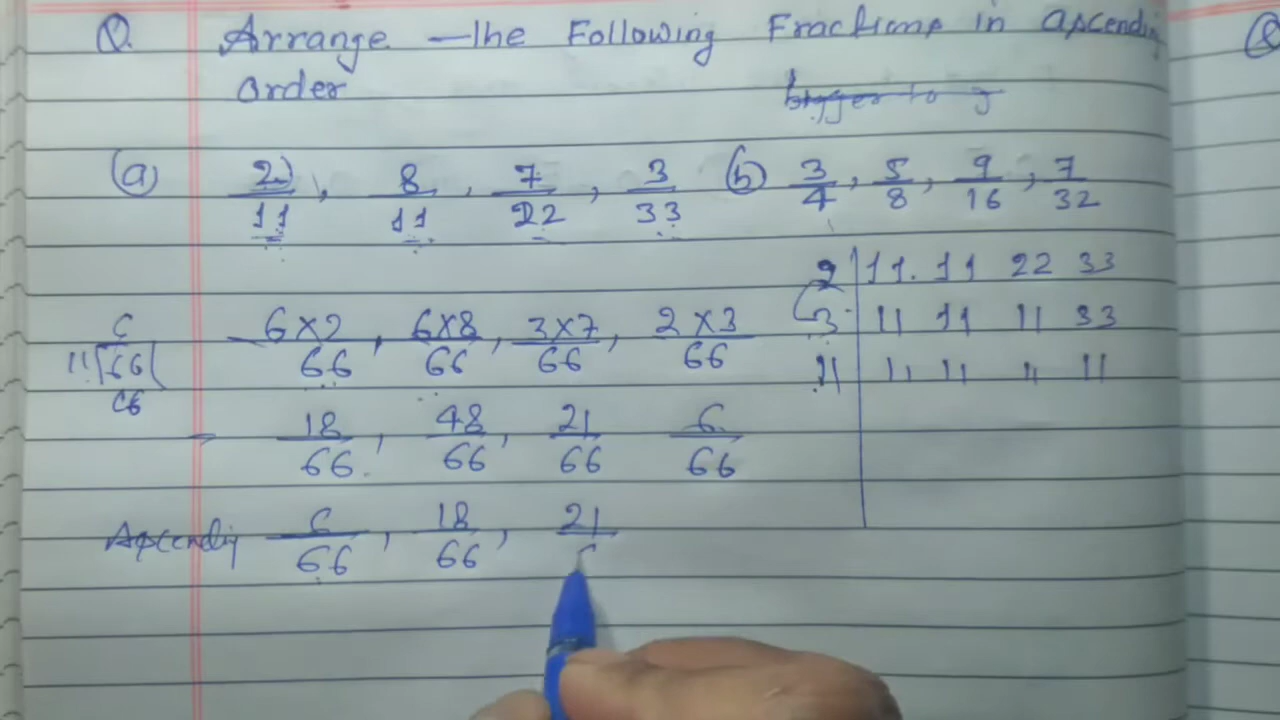 Q. Arrange the Following Fractions in Apscending
Order
(a) 2/11, 8/11, 7/22, 3/33 (b) 3/4, 5/8, 9/16, 7/32
2 | 11. 11 22 33
3 | 11 11 11 33
11 | 11 11 11 11
6
11)66(
66
6×2/66, 6×8/66, 3×7/66, 2×3/66
18/66, 48/66, 21/66 6/66
Apscendig 6/66, 18/66, 21/